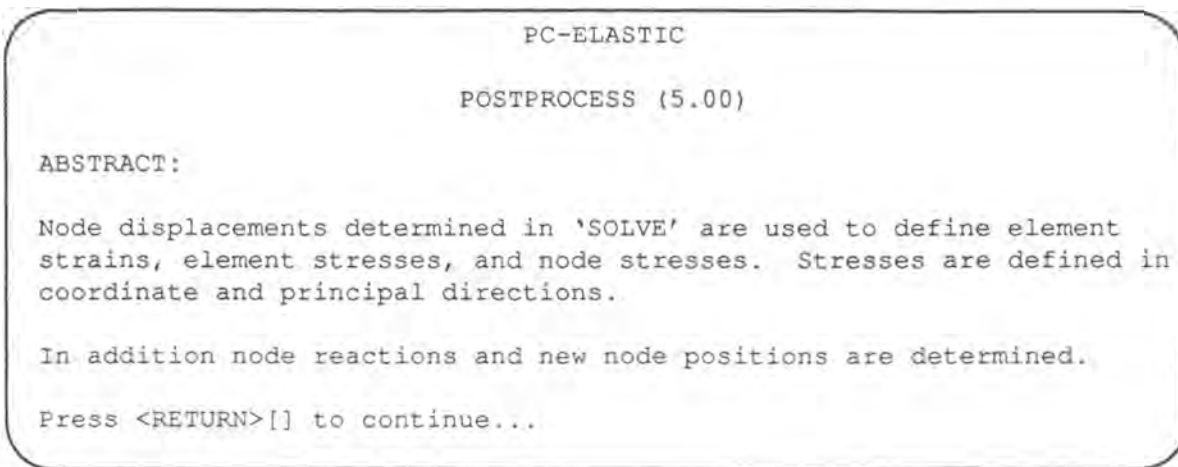 PC-ELASTIC
POSTPROCESS (5.00)
ABSTRACT:
Node displacements determined in 'SOLVE' are used to define element
strains, element stresses, and node stresses.  Stresses are defined in
coordinate and principal directions.
In addition node reactions and new node positions are determined.
Press <RETURN>[] to continue...